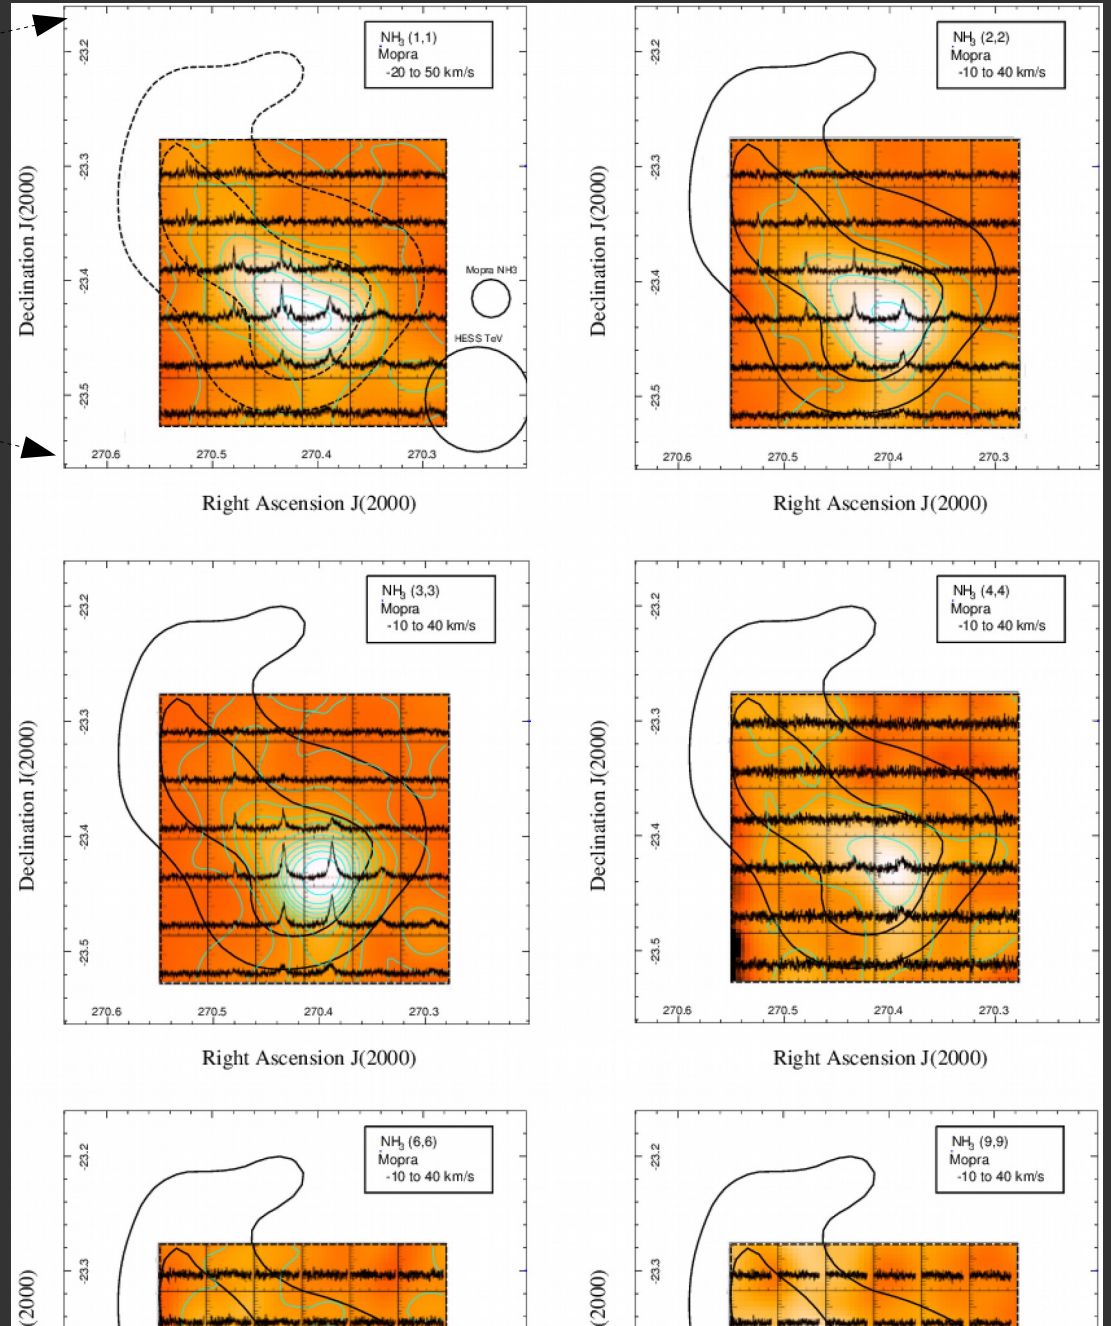 NH3 (1,1)
Mopra
-20 to 50 km/s
-23.2
-23.3
-23.4
-23.5
Declination J(2000)
Mopra NH3
HESS TeV
270.6 270.5 270.4 270.3
Right Ascension J(2000)
NH3 (2,2)
Mopra
-10 to 40 km/s
-23.2
-23.3
-23.4
-23.5
Declination J(2000)
270.6 270.5 270.4 270.3
Right Ascension J(2000)
NH3 (3,3)
Mopra
-10 to 40 km/s
-23.2
-23.3
-23.4
-23.5
Declination J(2000)
270.6 270.5 270.4 270.3
Right Ascension J(2000)
NH3 (4,4)
Mopra
-10 to 40 km/s
-23.2
-23.3
-23.4
-23.5
Declination J(2000)
270.6 270.5 270.4 270.3
Right Ascension J(2000)
NH3 (6,6)
Mopra
-10 to 40 km/s
-23.2
-23.3
(2000)
NH3 (9,9)
Mopra
-10 to 40 km/s
-23.2
-23.3
(2000)